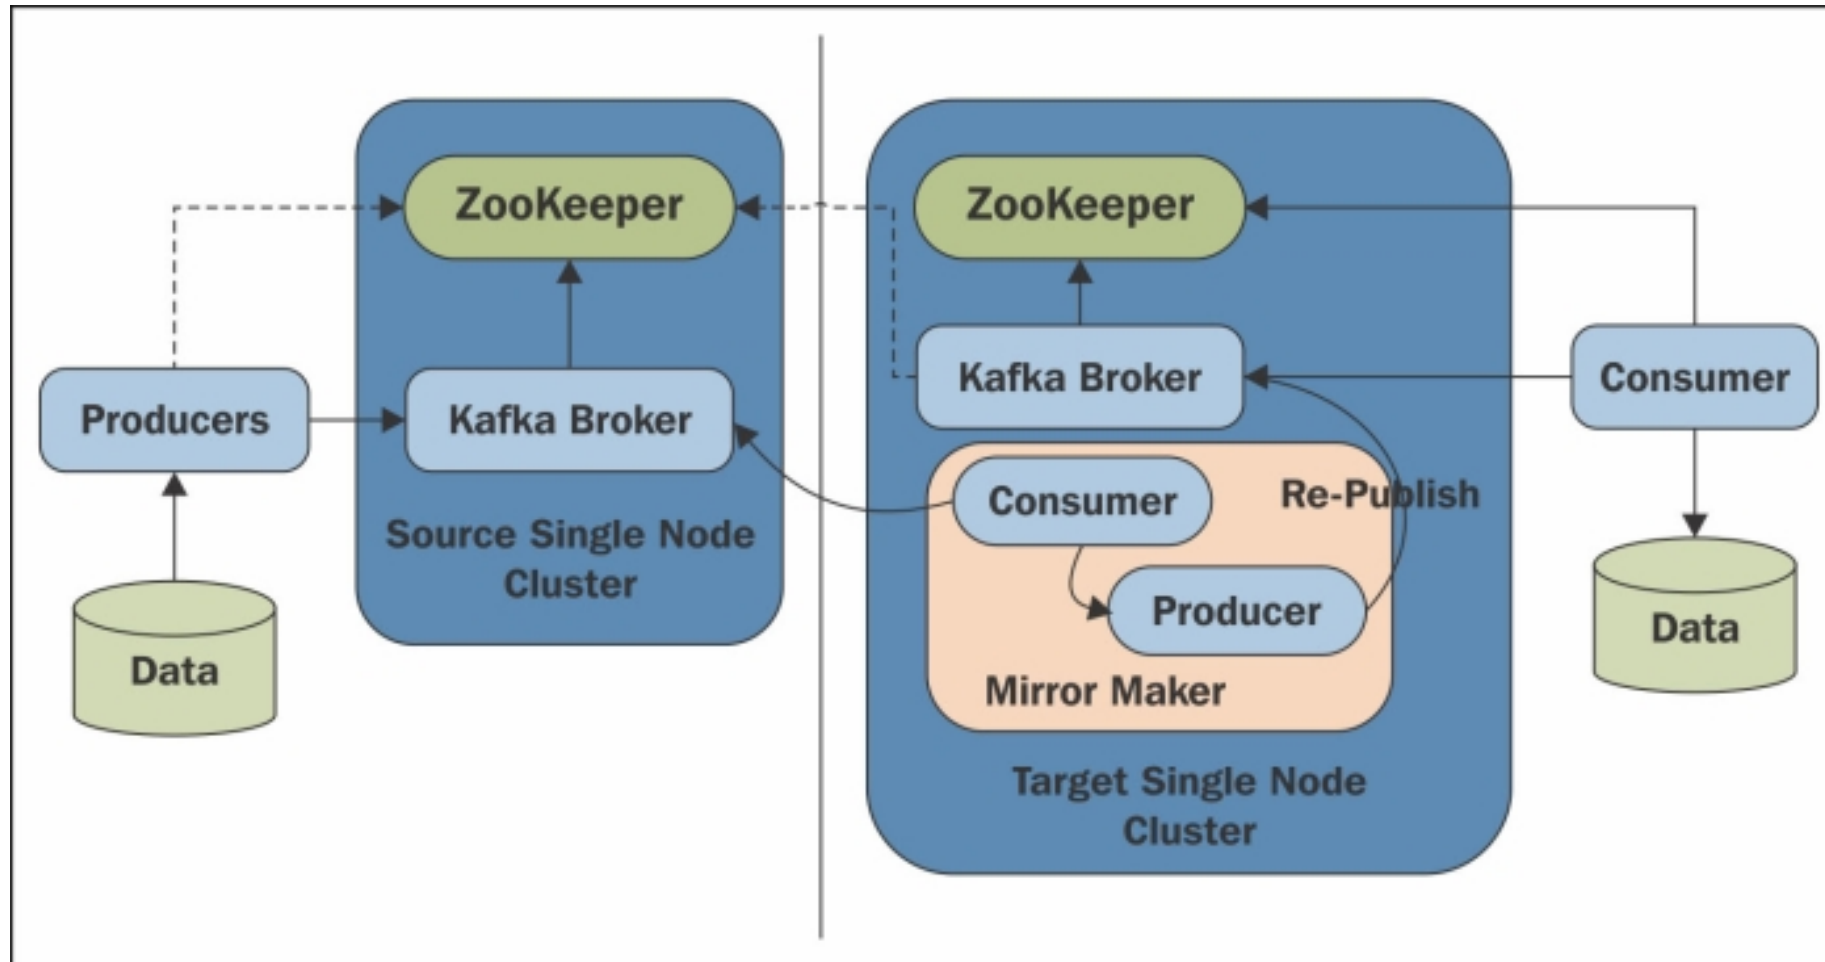 ZooKeeper
Producers
Kafka Broker
Source Single Node
Cluster
Data
ZooKeeper
Kafka Broker
Consumer
Re-Publish
Producer
Mirror Maker
Target Single Node
Cluster
Consumer
Data